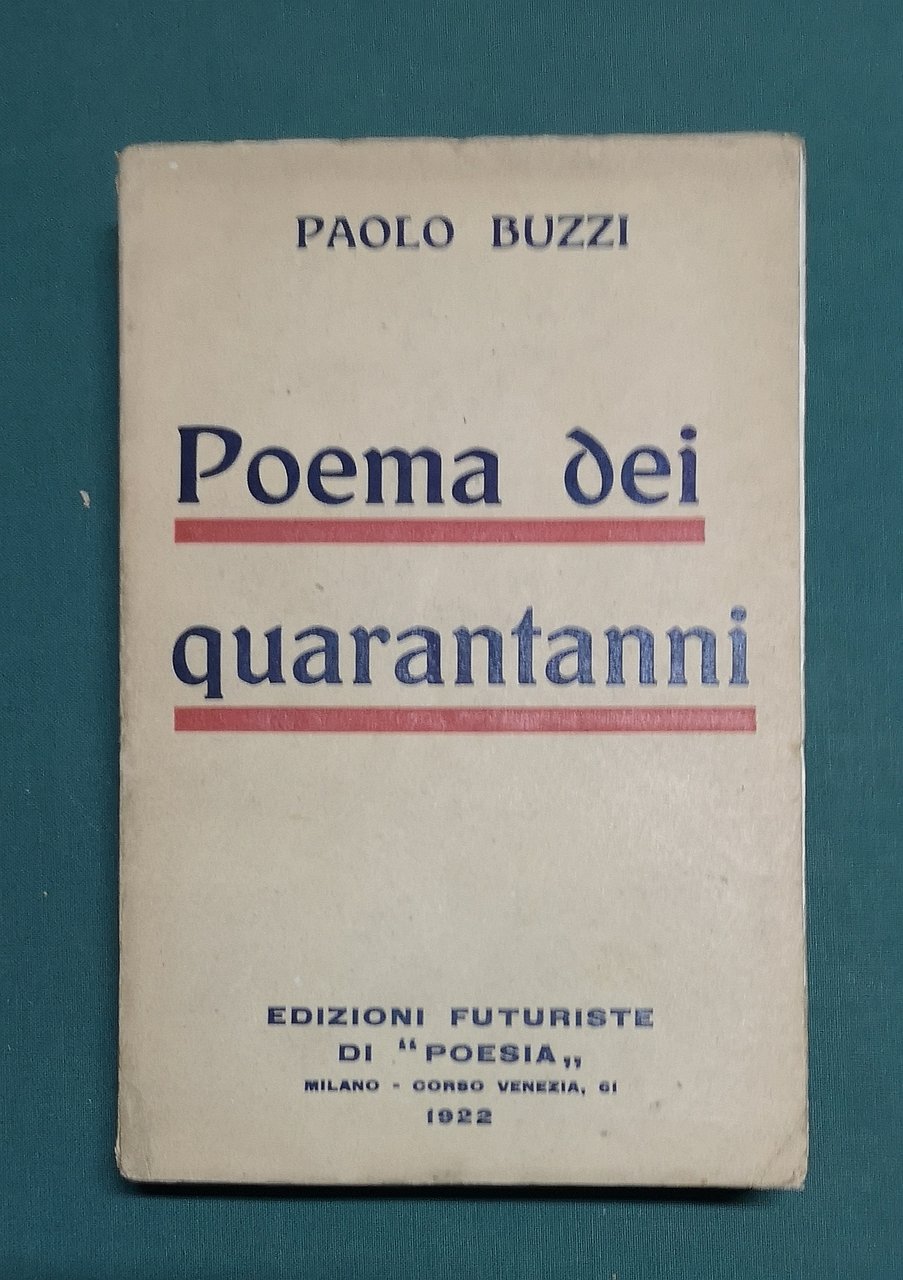 PAOLO BUZZI
Poema dei
quarantanni
EDIZIONI FUTURISTE
DI “POESIA„
MILANO - CORSO VENEZIA, 61
1922